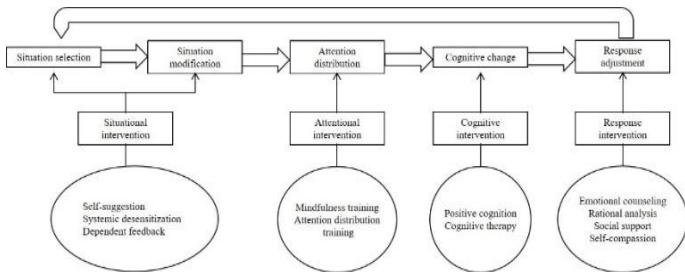 Situation selection
Situation
modification
Attention
distribution
Cognitive change
Response
adjustment
Situational
intervention
Attentional
intervention
Cognitive
intervention
Response
intervention
Self-suggestion
Systemic desensitization
Dependent feedback
Mindfulness training
Attention distribution
training
Positive cognition
Cognitive therapy
Emotional counseling
Rational analysis
Social support
Self-compassion